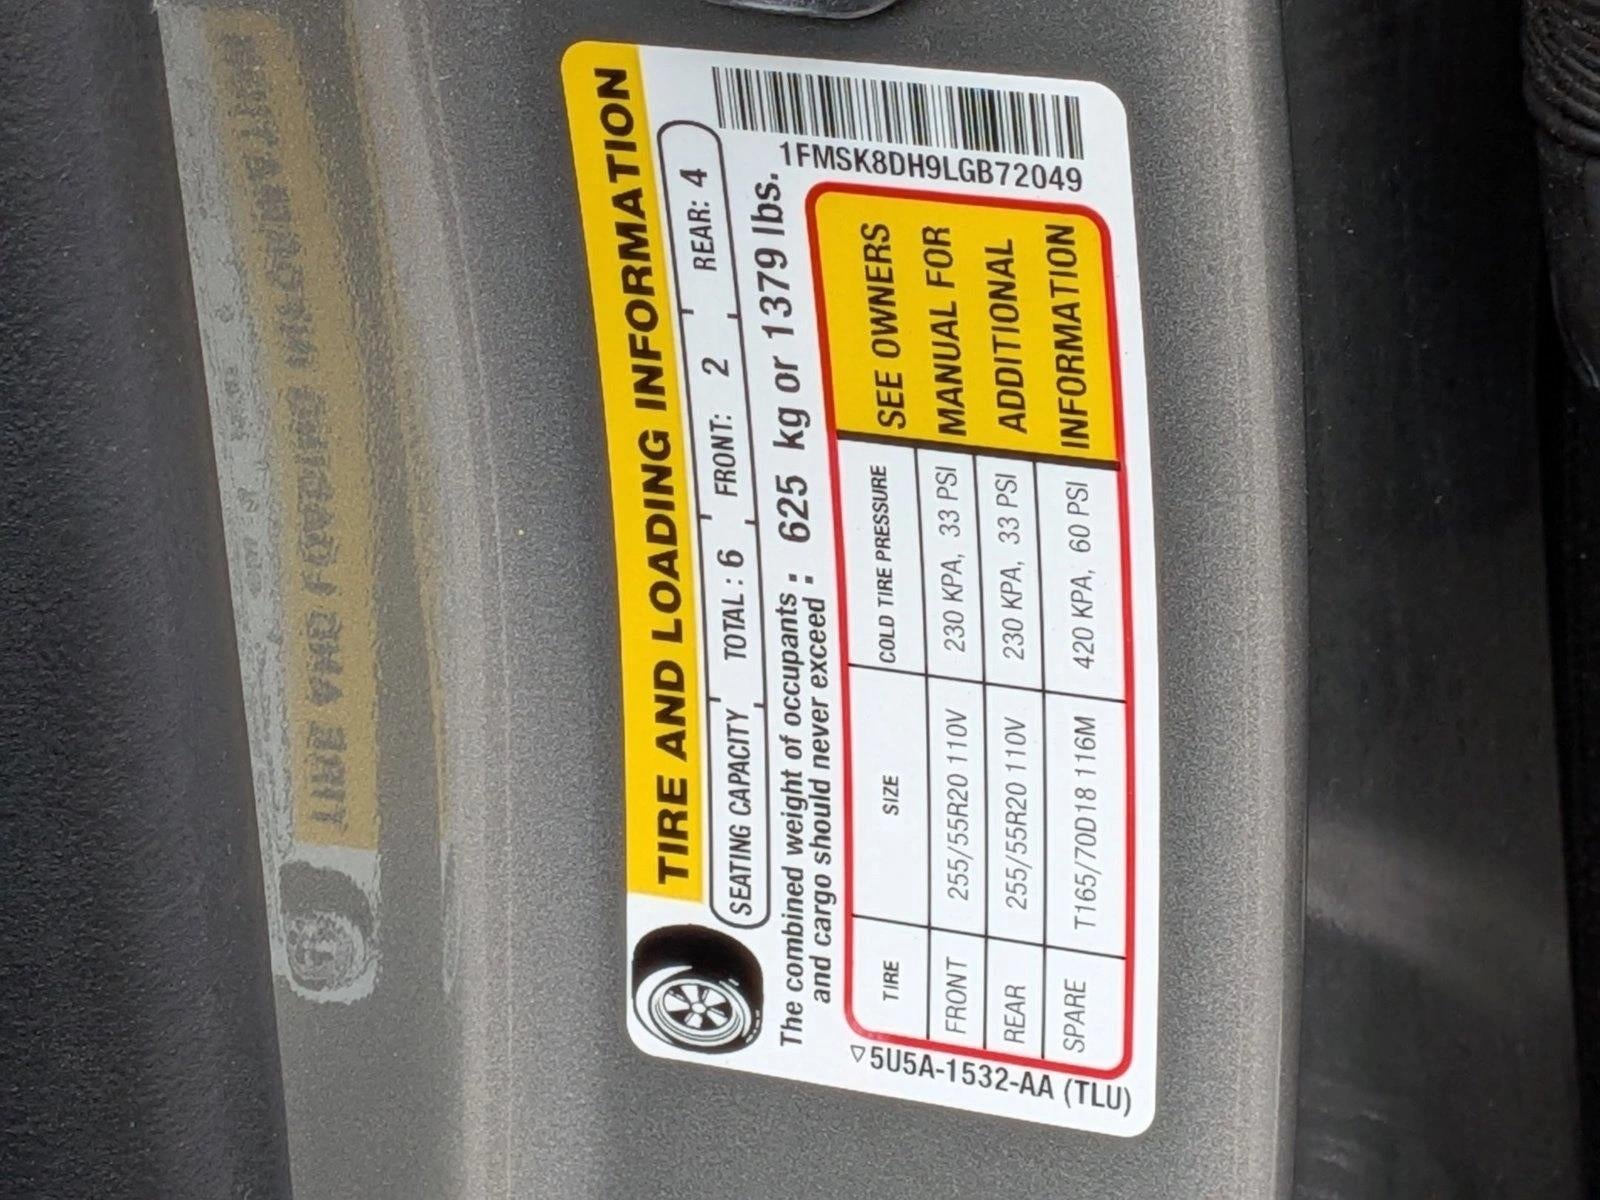 TIRE AND LOADING INFORMATION
SEATING CAPACITY TOTAL : 6 FRONT: 2 REAR: 4
The combined weight of occupants
and cargo should never exceed : 625 kg or 1379 lbs.
1FMSK8DH9LGB72049
TIRE SIZE COLD TIRE PRESSURE
FRONT 255/55R20 110V 230 KPA, 33 PSI
REAR 255/55R20 110V 230 KPA, 33 PSI
SPARE T165/70D18 116M 420 KPA, 60 PSI
SEE OWNERS
MANUAL FOR
ADDITIONAL
INFORMATION
5U5A-1532-AA (TLU)